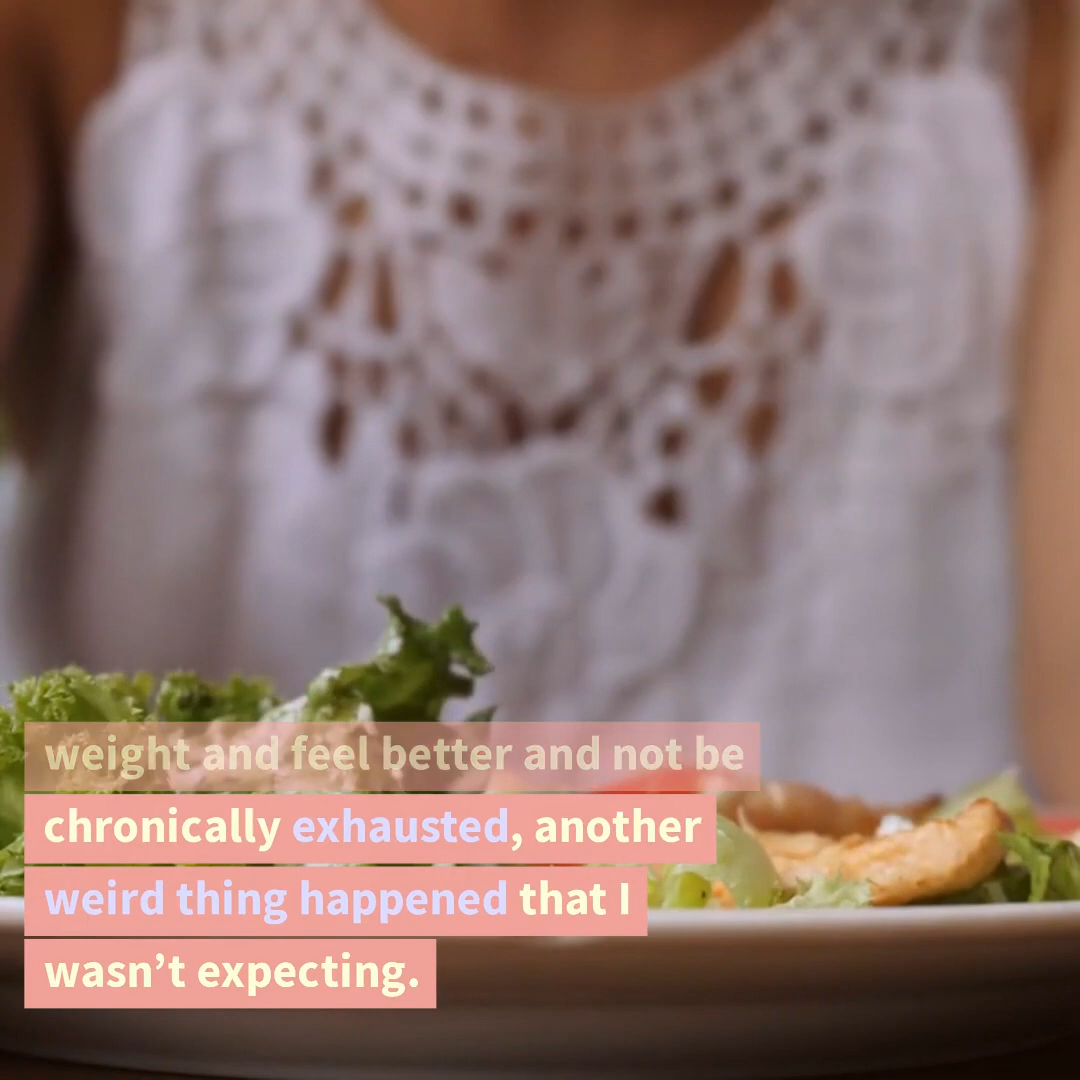 weight and feel better and not be
chronically exhausted, another
weird thing happened that I
wasn’t expecting.